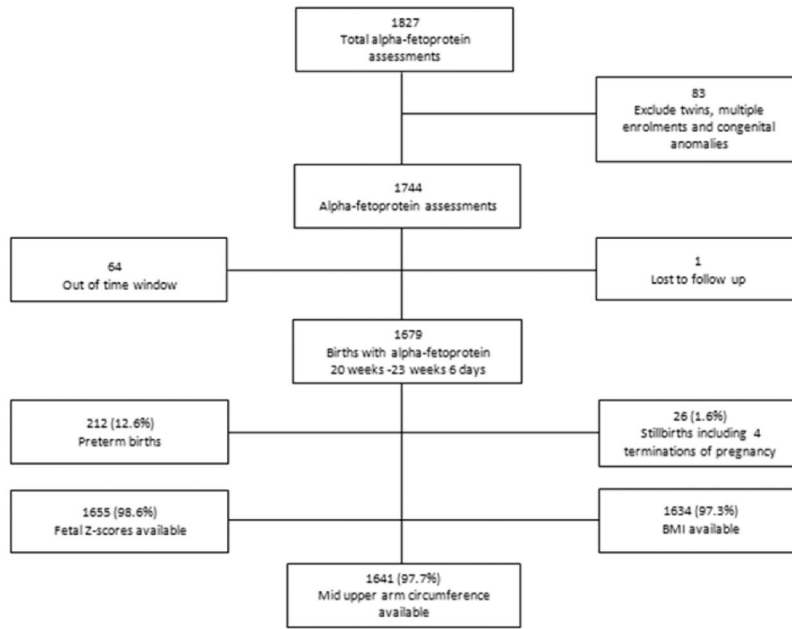 1827
Total alpha-fetoprotein
assessments
83
Exclude twins, multiple
enrolments and congenital
anomalies
1744
Alpha-fetoprotein assessments
64
Out of time window
1
Lost to follow up
1679
Births with alpha-fetoprotein
20 weeks -23 weeks 6 days
212 (12.6%)
Preterm births
26 (1.6%)
Stillbirths including 4
terminations of pregnancy
1655 (98.6%)
Fetal Z-scores available
1634 (97.3%)
BMI available
1641 (97.7%)
Mid upper arm circumference
available